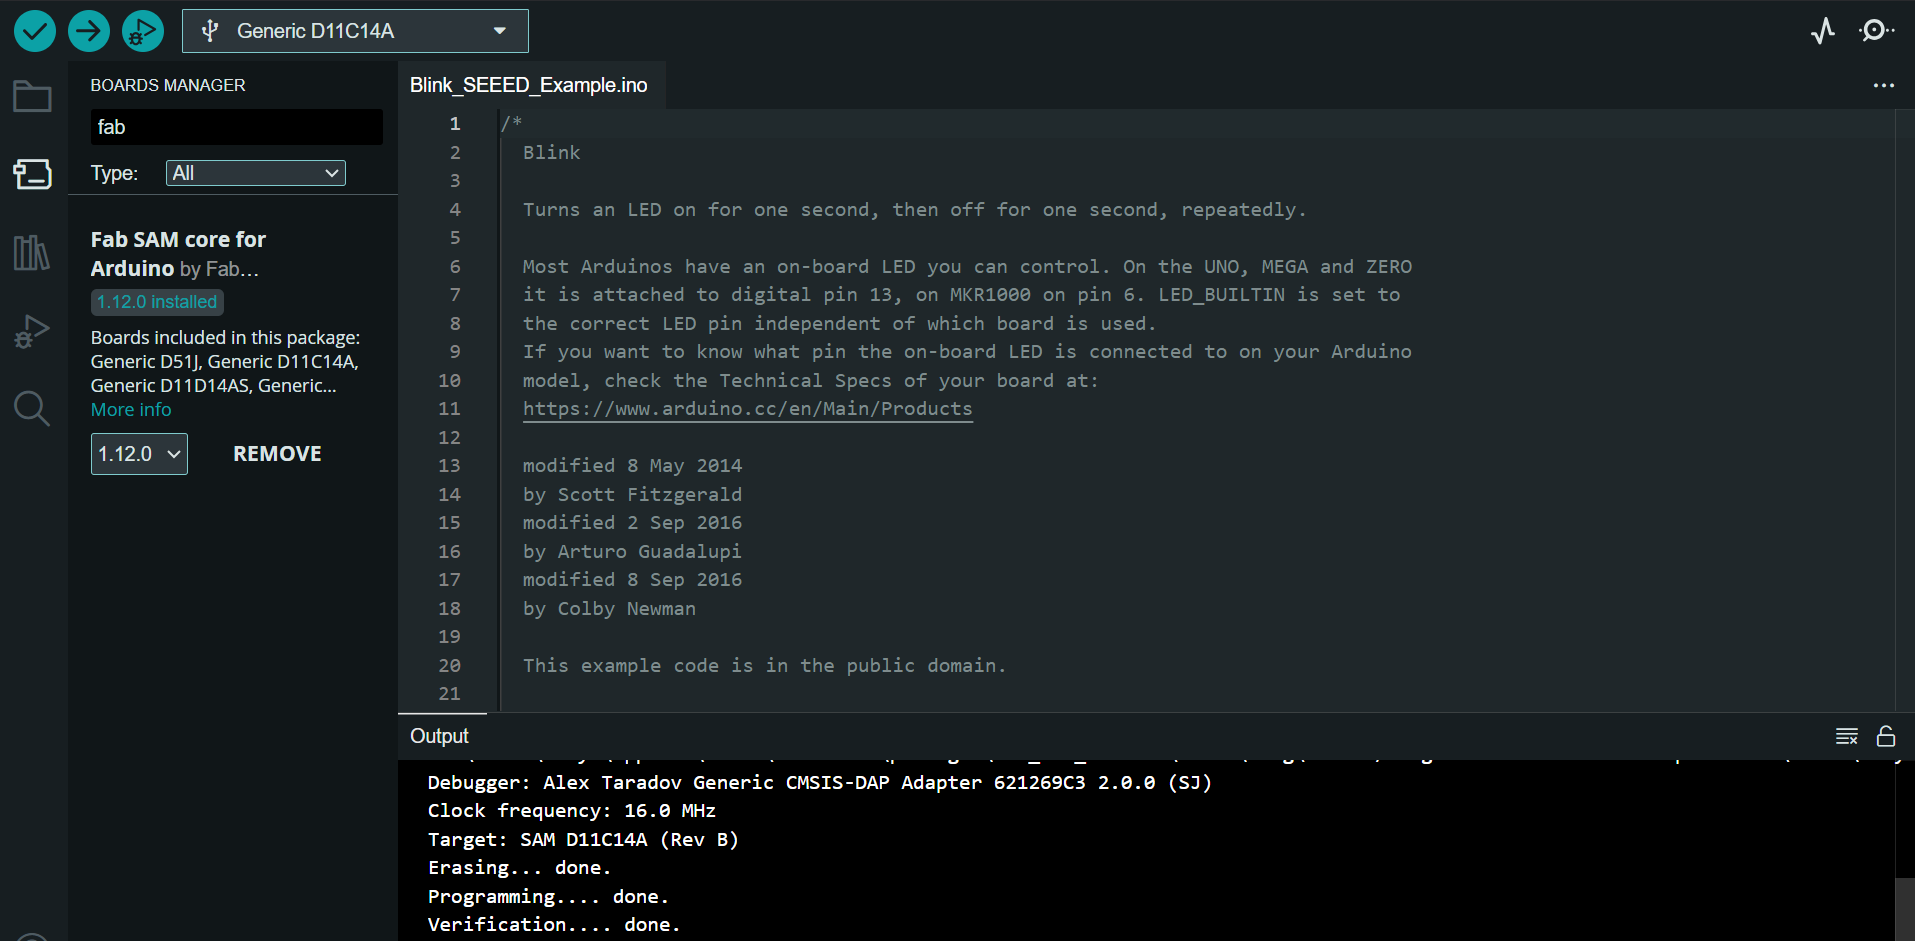 Generic D11C14A
BOARDS MANAGER
fab
Type: All
Fab SAM core for
Arduino by Fab...
1.12.0 installed
Boards included in this package:
Generic D51J, Generic D11C14A,
Generic D11D14AS, Generic...
More info
1.12.0 REMOVE
Blink_SEEED_Example.ino
1 /*
2 Blink
3
4 Turns an LED on for one second, then off for one second, repeatedly.
5
6 Most Arduinos have an on-board LED you can control. On the UNO, MEGA and ZERO
7 it is attached to digital pin 13, on MKR1000 on pin 6. LED_BUILTIN is set to
8 the correct LED pin independent of which board is used.
9 If you want to know what pin the on-board LED is connected to on your Arduino
10 model, check the Technical Specs of your board at:
11 https://www.arduino.cc/en/Main/Products
12
13 modified 8 May 2014
14 by Scott Fitzgerald
15 modified 2 Sep 2016
16 by Arturo Guadalupi
17 modified 8 Sep 2016
18 by Colby Newman
19
20 This example code is in the public domain.
21
Output
Debugger: Alex Taradov Generic CMSIS-DAP Adapter 621269C3 2.0.0 (SJ)
Clock frequency: 16.0 MHz
Target: SAM D11C14A (Rev B)
Erasing... done.
Programming.... done.
Verification.... done.